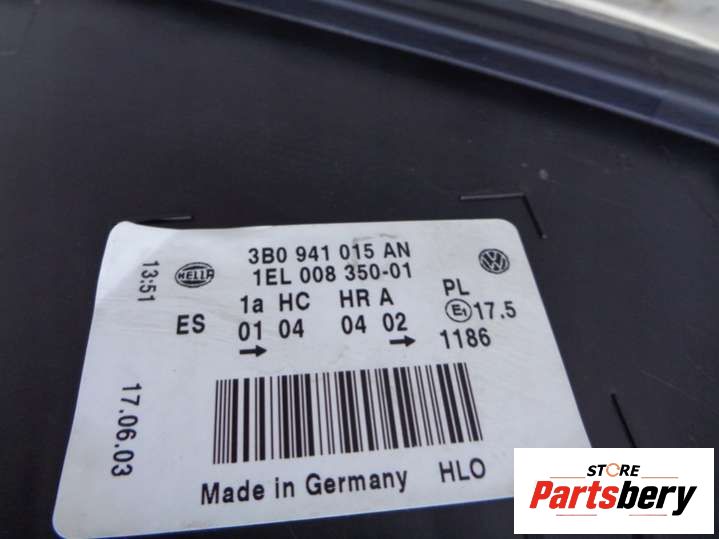 3B0 941 015 AN
1EL 008 350-01
HELLA
13:51
17.06.03
1a HC HR A PL
ES 01 04 04 02 E1 17.5
1186
Made in Germany HLO
STORE
Partsbery